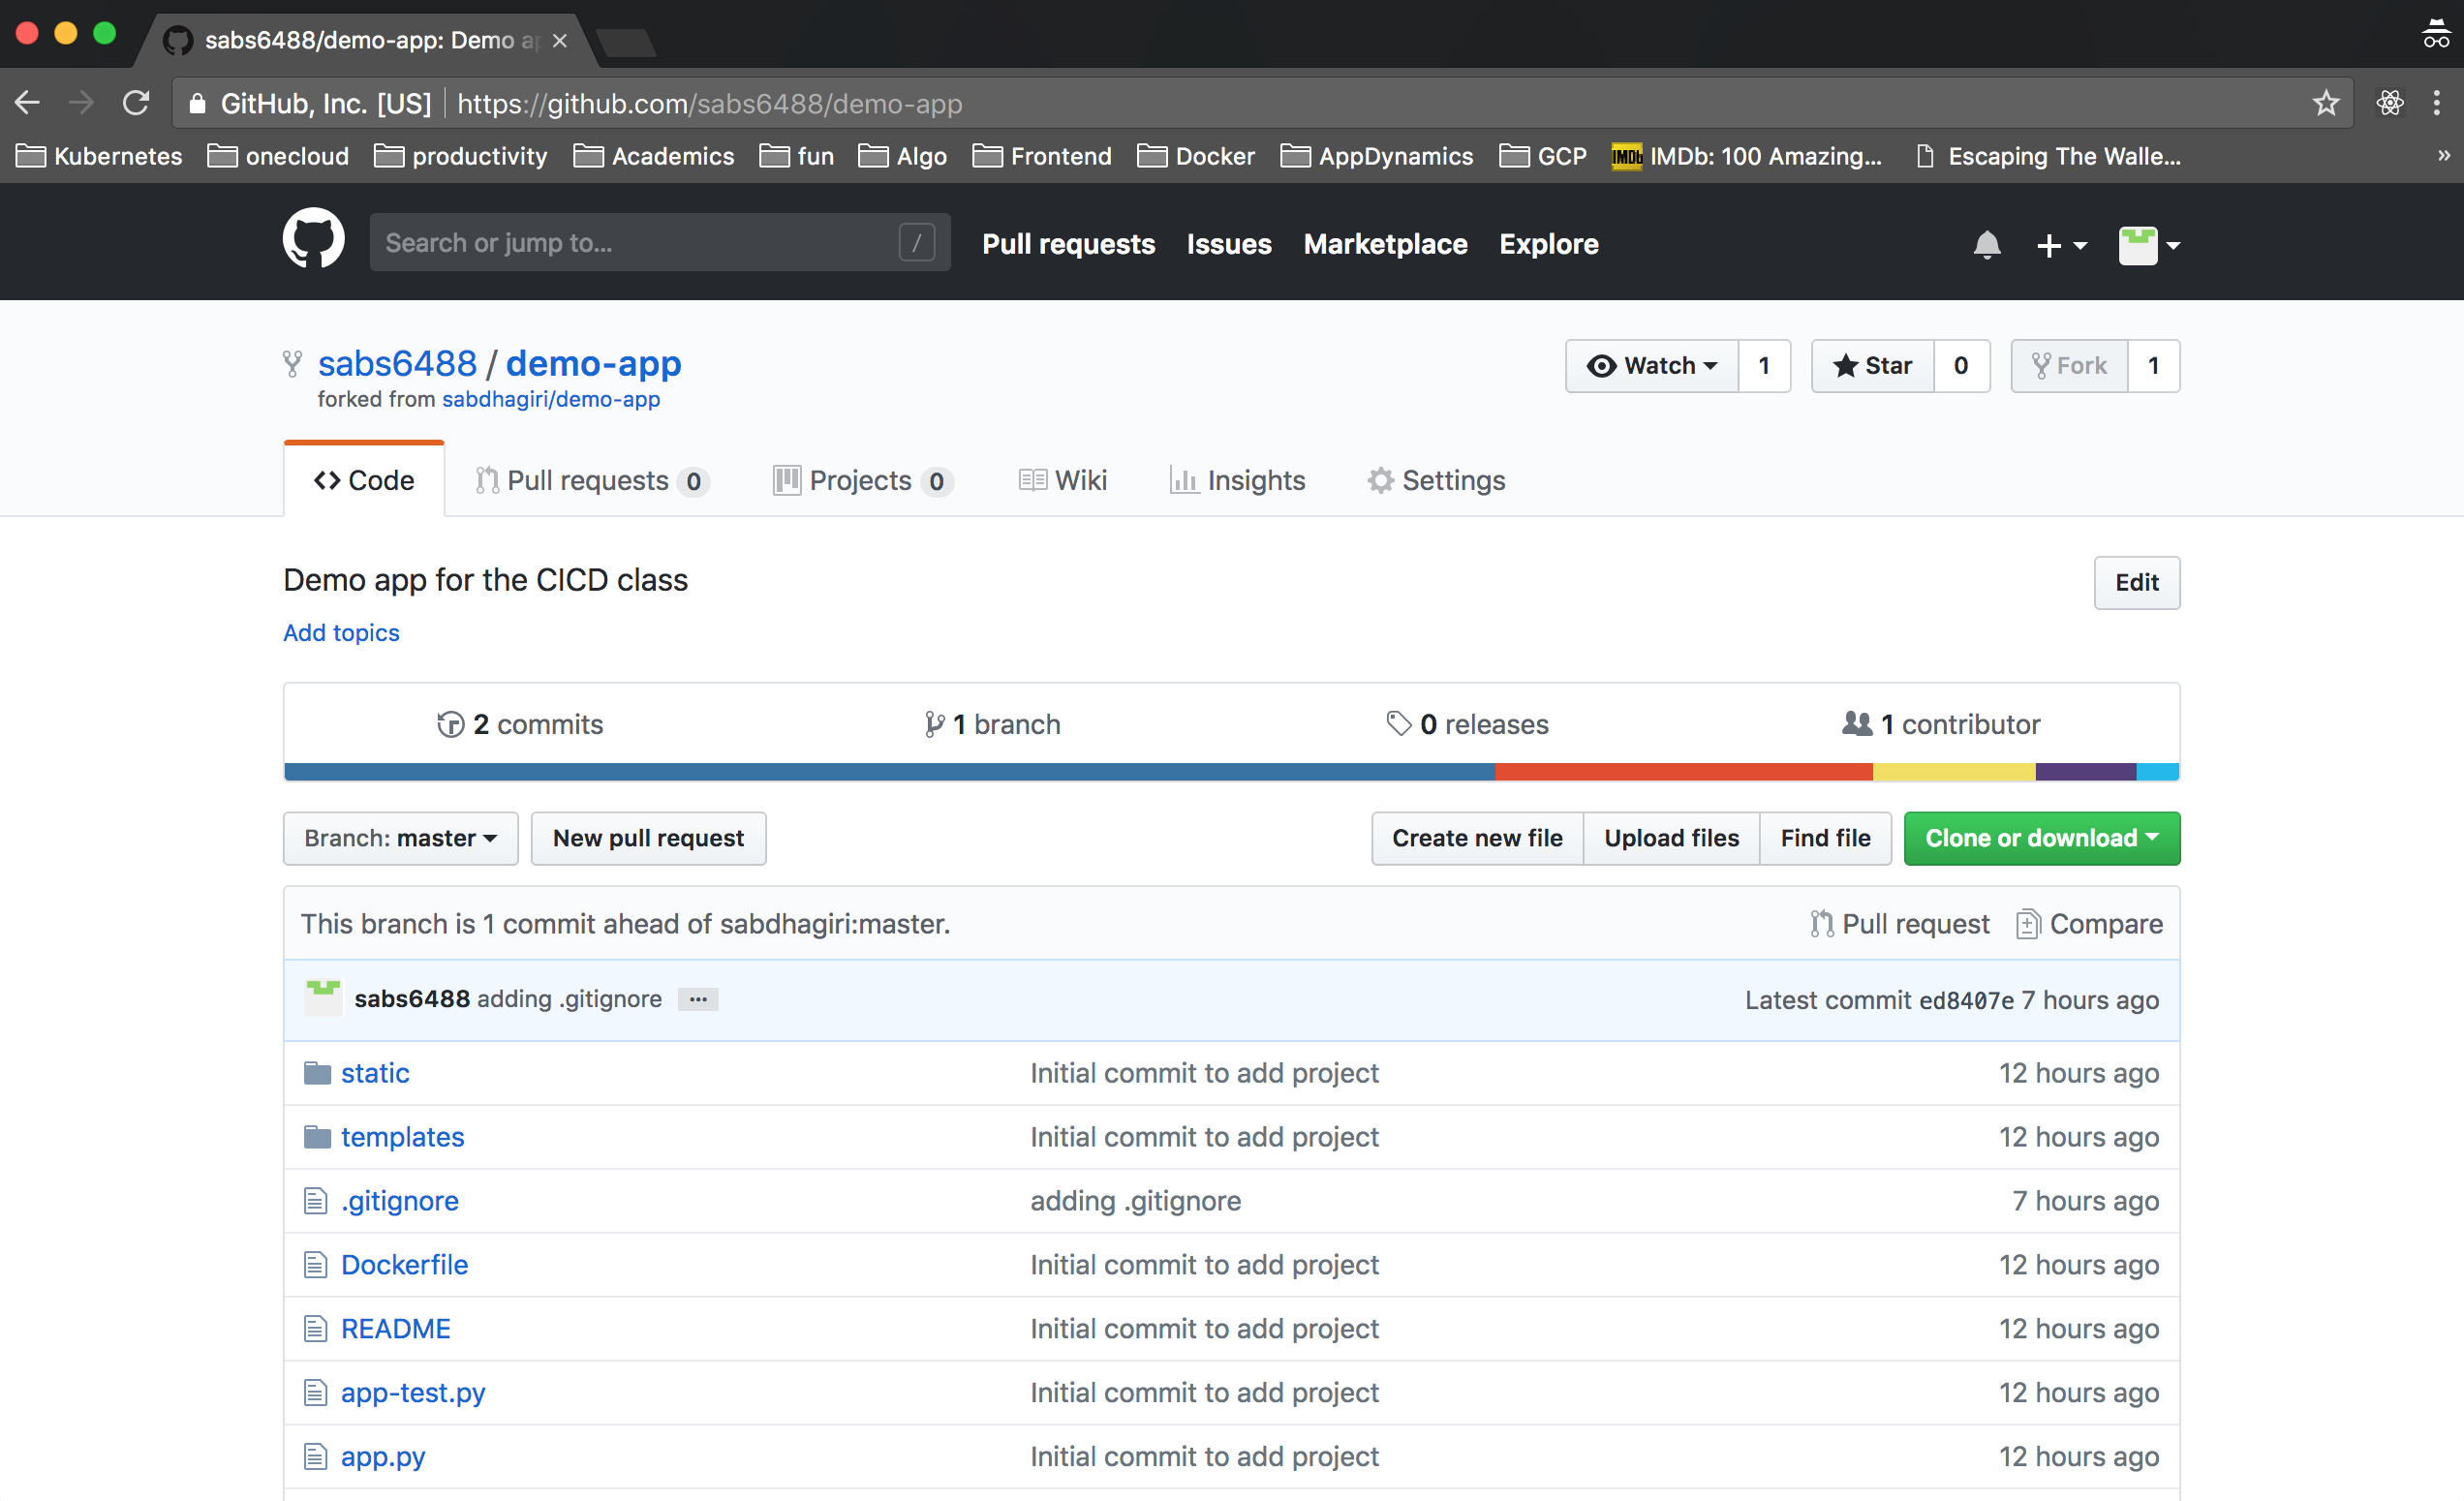 sabs6488/demo-app: Demo ap
GitHub, Inc. [US] https://github.com/sabs6488/demo-app
Kubernetes onecloud productivity Academics fun Algo Frontend Docker AppDynamics GCP IMDb IMDb: 100 Amazing... Escaping The Walle... »
Search or jump to... / Pull requests Issues Marketplace Explore
sabs6488 / demo-app Watch 1 Star 0 Fork 1
forked from sabdhagiri/demo-app
Code Pull requests 0 Projects 0 Wiki Insights Settings
Demo app for the CICD class Edit
Add topics
2 commits 1 branch 0 releases 1 contributor
Branch: master New pull request Create new file Upload files Find file Clone or download
This branch is 1 commit ahead of sabdhagiri:master. Pull request Compare
sabs6488 adding .gitignore ... Latest commit ed8407e 7 hours ago
static Initial commit to add project 12 hours ago
templates Initial commit to add project 12 hours ago
.gitignore adding .gitignore 7 hours ago
Dockerfile Initial commit to add project 12 hours ago
README Initial commit to add project 12 hours ago
app-test.py Initial commit to add project 12 hours ago
app.py Initial commit to add project 12 hours ago